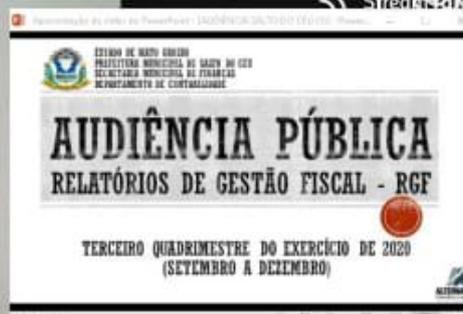 ESTADO DE MATO GROSSO
PREFEITURA MUNICIPAL DE SALTO DO CÉU
SECRETARIA MUNICIPAL DE FINANÇAS
DEPARTAMENTO DE CONTABILIDADE
AUDIÊNCIA PÚBLICA
RELATÓRIOS DE GESTÃO FISCAL - RGF
TERCEIRO QUADRIMESTRE DO EXERCÍCIO DE 2020
(SETEMBRO A DEZEMBRO)